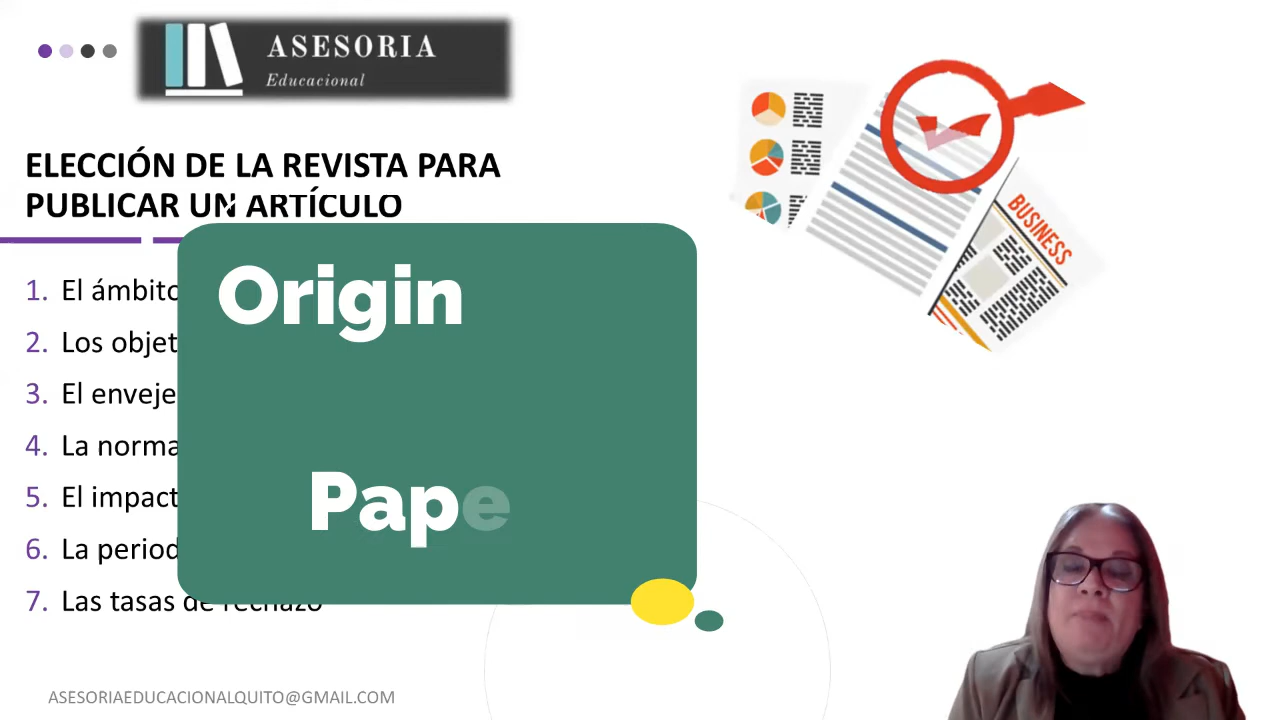 ASESORIA
Educacional
ELECCIÓN DE LA REVISTA PARA
PUBLICAR UN ARTÍCULO
1. El ámbito
2. Los objet
3. El enveje
4. La norma
5. El impact
6. La period
7. Las tasas de rechazo
Origin
Pape
BUSINESS
ASESORIAEDUCACIONALQUITO@GMAIL.COM